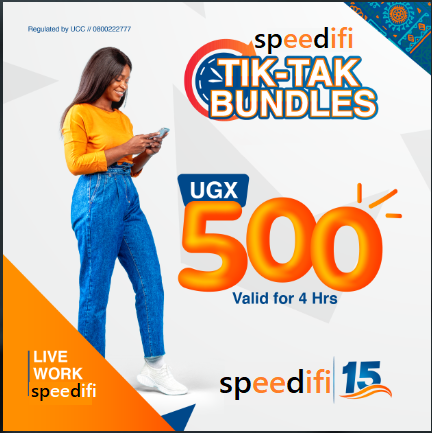 Regulated by UCC // 0800222777
speedifi
TIK-TAK
BUNDLES
UGX
500
Valid for 4 Hrs
LIVE
WORK
speedifi
speedifi 15